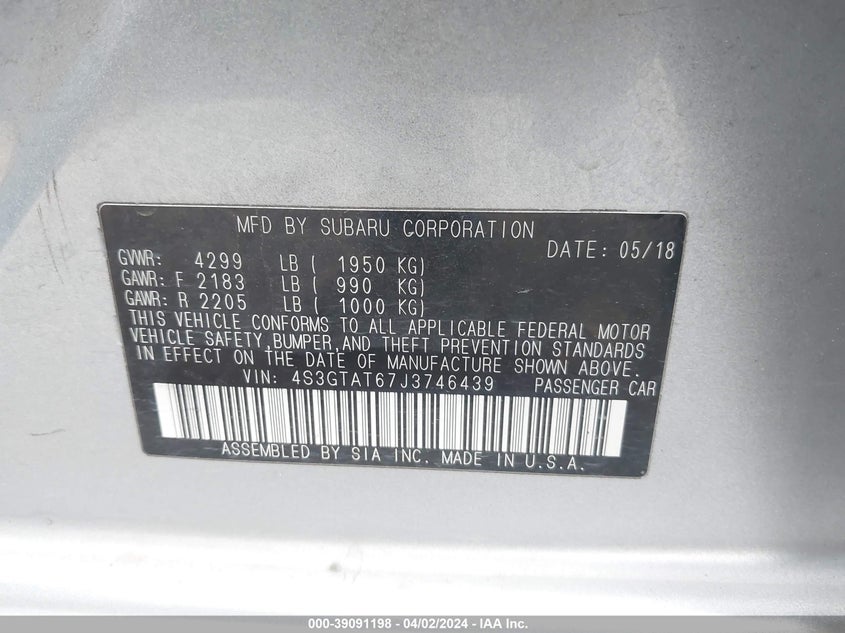 MFD BY SUBARU CORPORATION
DATE: 05/18
GVWR: 4299 LB ( 1950 KG)
GAWR: F 2183 LB ( 990 KG)
GAWR: R 2205 LB ( 1000 KG)
THIS VEHICLE CONFORMS TO ALL APPLICABLE FEDERAL MOTOR
VEHICLE SAFETY, BUMPER, AND THEFT PREVENTION STANDARDS
IN EFFECT ON THE DATE OF MANUFACTURE SHOWN ABOVE.
VIN: 4S3GTAT67J3746439 PASSENGER CAR
ASSEMBLED BY SIA INC. MADE IN U.S.A.
000-39091198 - 04/02/2024 - IAA Inc.